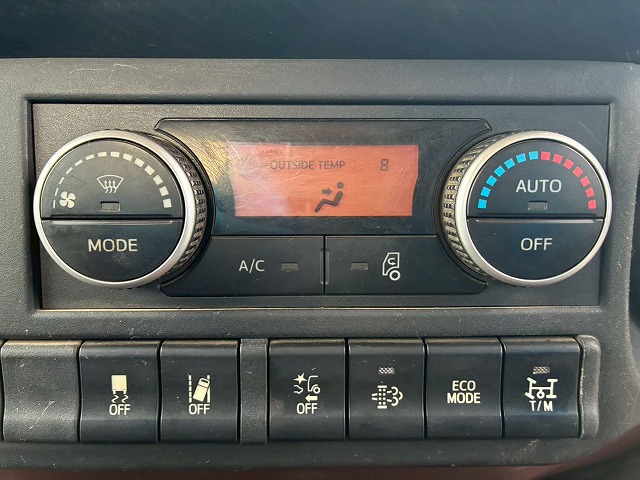 OUTSIDE TEMP 8
MODE
A/C
AUTO
OFF
OFF
OFF
OFF
ECO
MODE
T/M